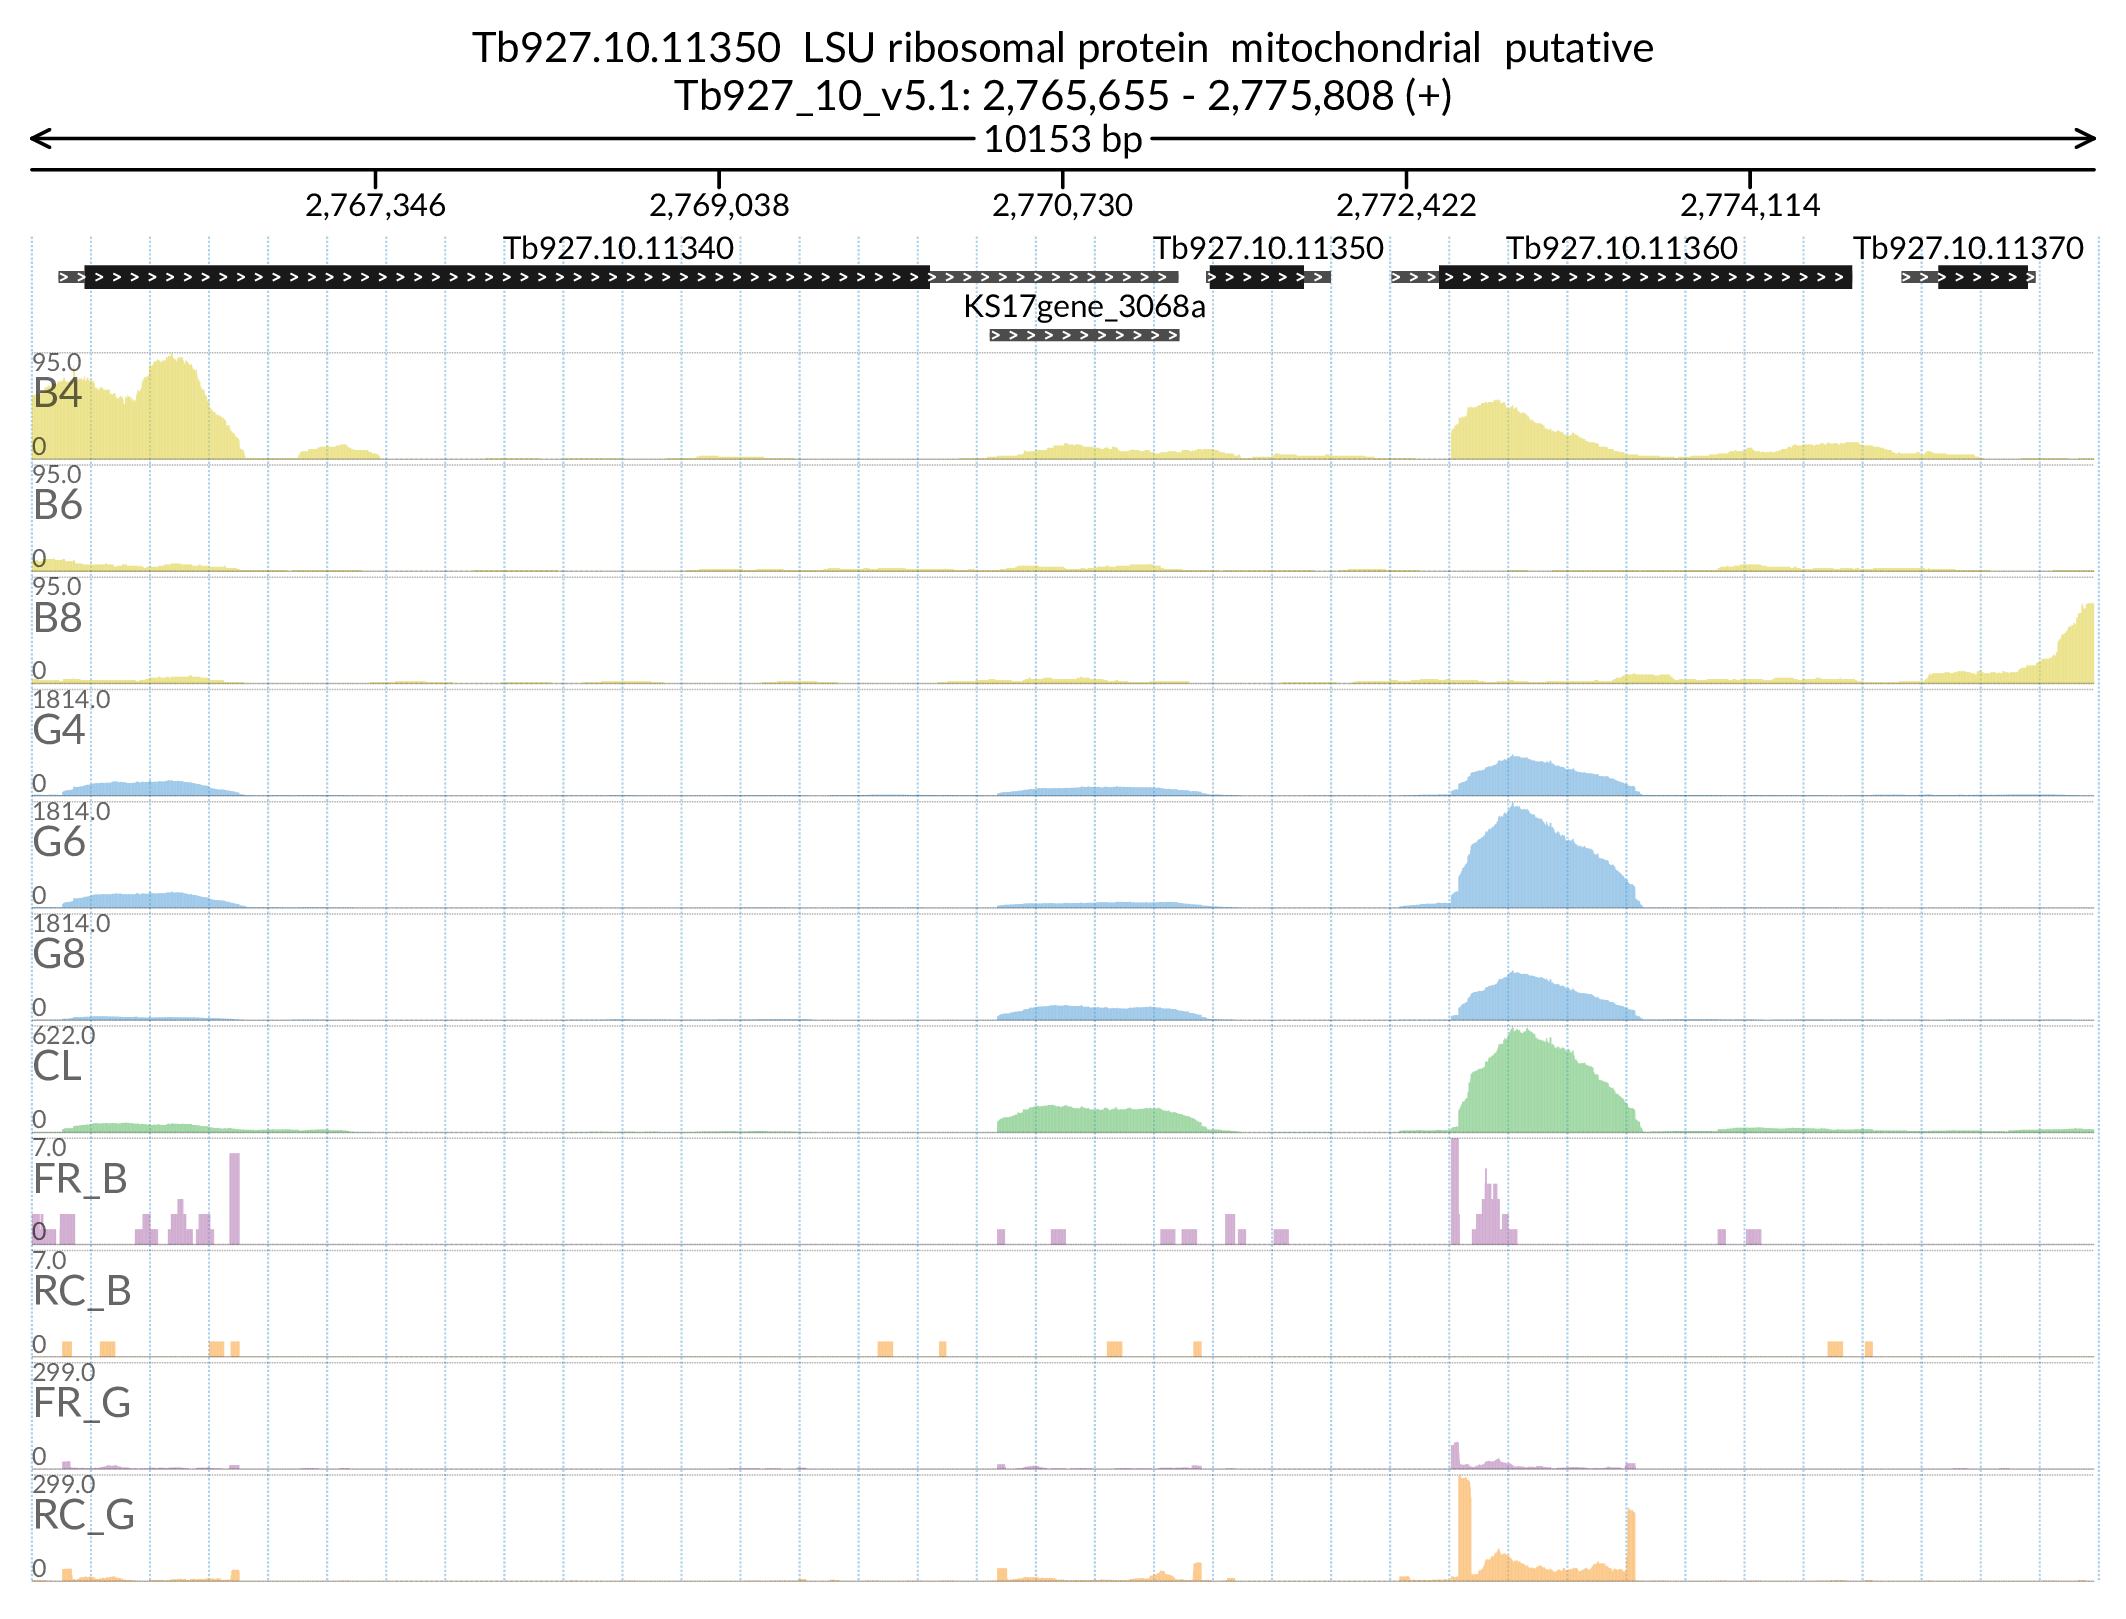 Tb927.10.11350 LSU ribosomal protein mitochondrial putative
Tb927_10_v5.1: 2,765,655 - 2,775,808 (+)
10153 bp
2,767,346 2,769,038 2,770,730 2,772,422 2,774,114
Tb927.10.11340 Tb927.10.11350 Tb927.10.11360 Tb927.10.11370
KS17gene_3068a
95.0
B4
0
95.0
B6
0
95.0
B8
0
1814.0
G4
0
1814.0
G6
0
1814.0
G8
0
622.0
CL
0
7.0
FR_B
0
7.0
RC_B
0
299.0
FR_G
0
299.0
RC_G
0